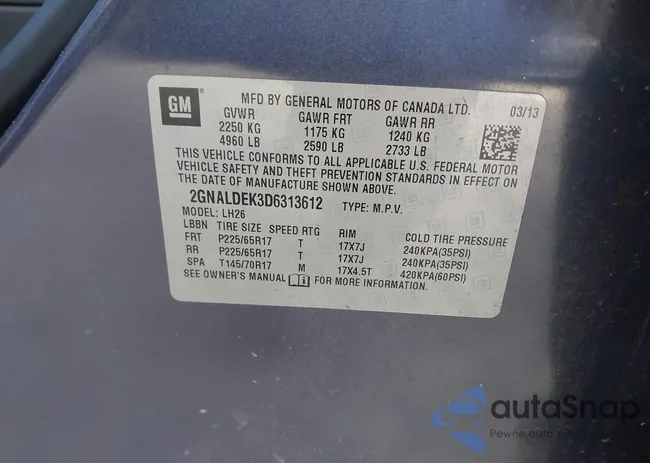 GM
MFD BY GENERAL MOTORS OF CANADA LTD. 03/13
GVWR GAWR FRT GAWR RR
2250 KG 1175 KG 1240 KG
4960 LB 2590 LB 2733 LB
THIS VEHICLE CONFORMS TO ALL APPLICABLE U.S. FEDERAL MOTOR
VEHICLE SAFETY AND THEFT PREVENTION STANDARDS IN EFFECT ON
THE DATE OF MANUFACTURE SHOWN ABOVE.
2GNALDEK3D6313612 TYPE: M.P.V.
MODEL: LH26
LBBN TIRE SIZE SPEED RTG RIM COLD TIRE PRESSURE
FRT P225/65R17 T 17X7J 240KPA(35PSI)
RR P225/65R17 T 17X7J 240KPA(35PSI)
SPA T145/70R17 M 17X4.5T 420KPA(60PSI)
SEE OWNER'S MANUAL FOR MORE INFORMATION.
autaSnap
Pewne auta z